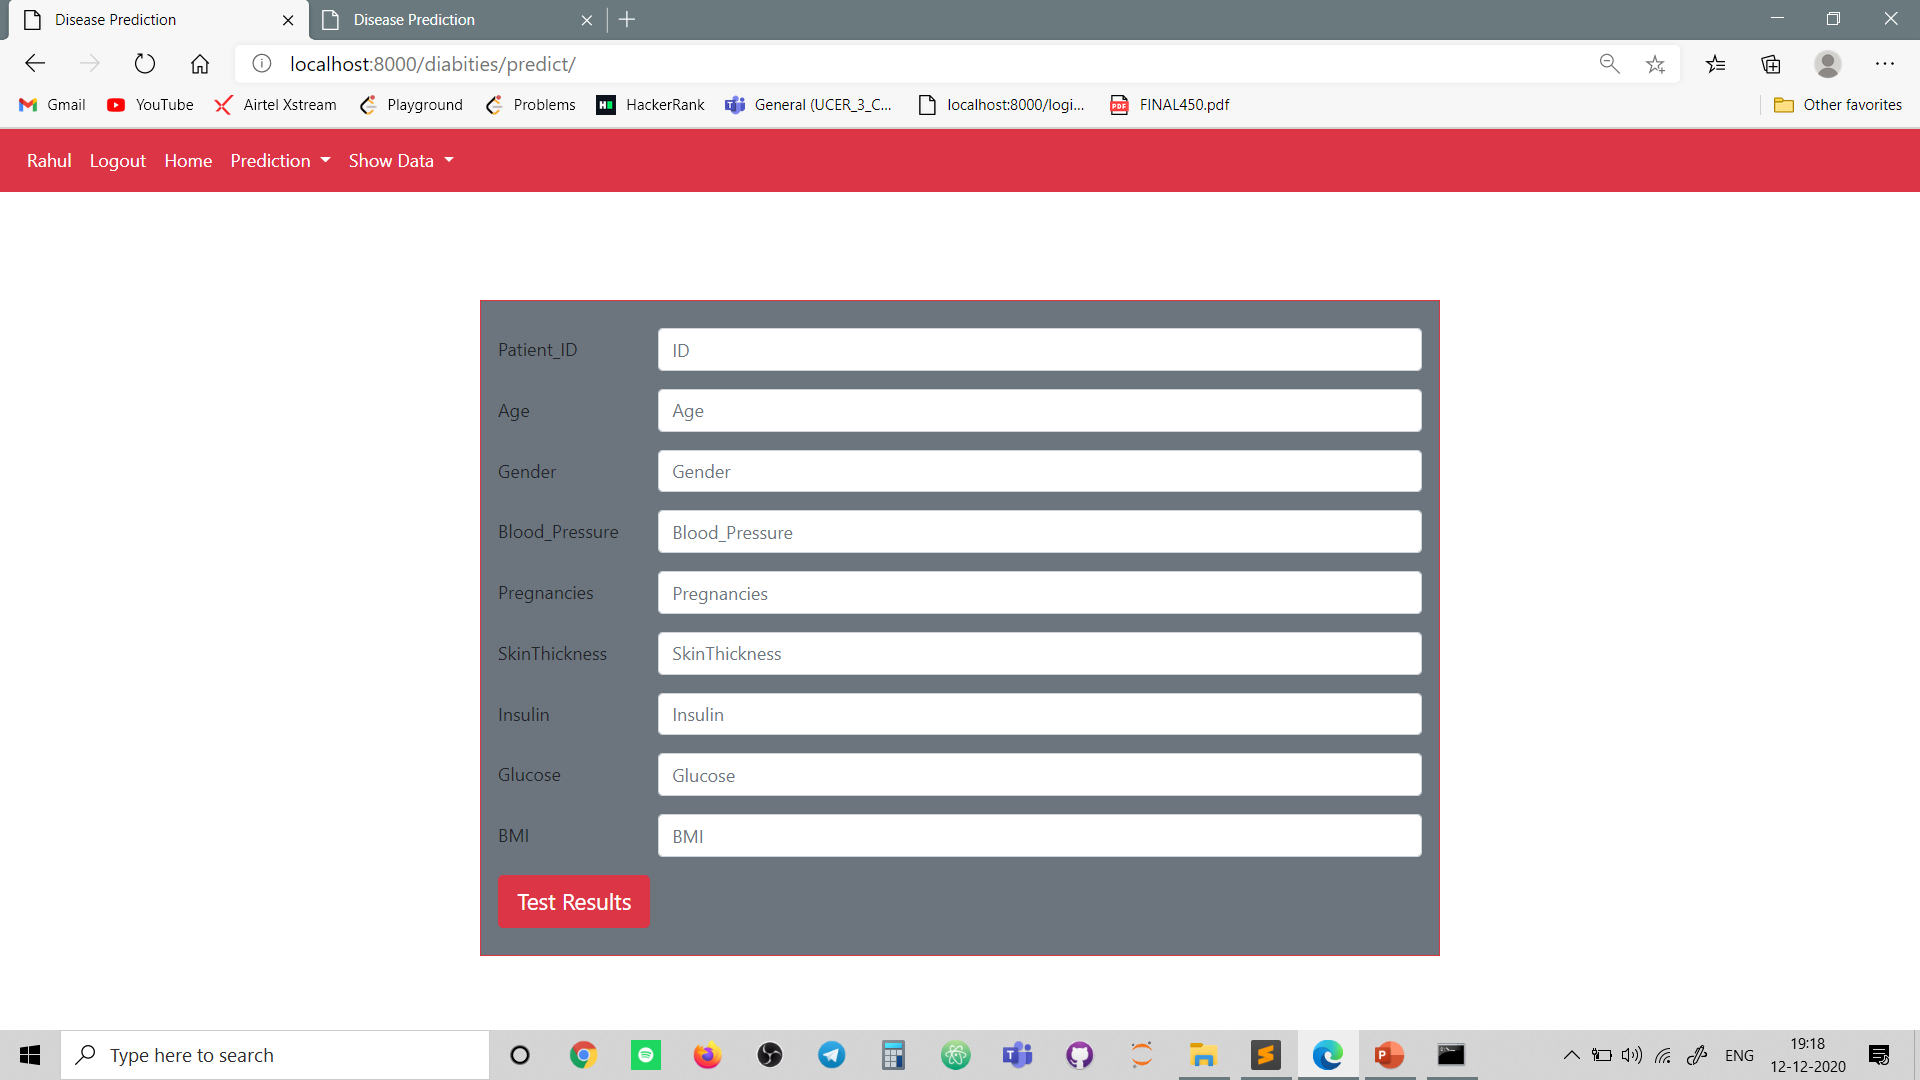 Disease Prediction
Disease Prediction
localhost:8000/diabities/predict/
Gmail YouTube Airtel Xstream Playground Problems HackerRank General (UCER_3_C... localhost:8000/logi... FINAL450.pdf Other favorites
Rahul Logout Home Prediction Show Data
Patient_ID ID
Age Age
Gender Gender
Blood_Pressure Blood_Pressure
Pregnancies Pregnancies
SkinThickness SkinThickness
Insulin Insulin
Glucose Glucose
BMI BMI
Test Results
Type here to search
ENG
19:18
12-12-2020